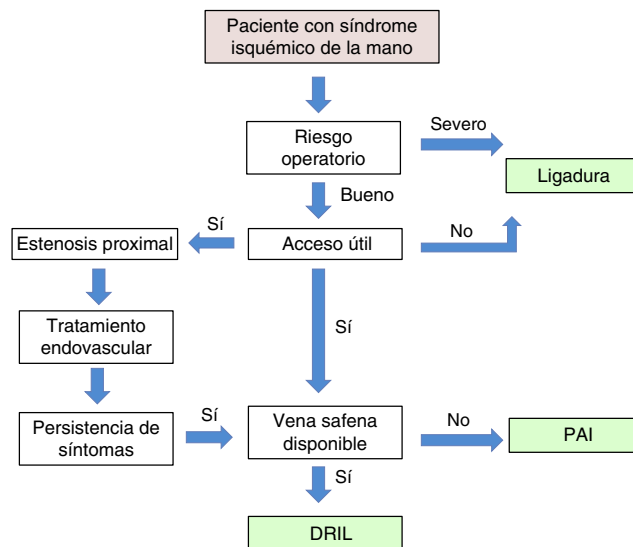 Paciente con síndrome
isquémico de la mano
Riesgo
operatorio
Severo
Ligadura
Bueno
Estenosis proximal
Sí
Acceso útil
No
Tratamiento
endovascular
Sí
Persistencia de
síntomas
Sí
Vena safena
disponible
No
PAI
Sí
DRIL